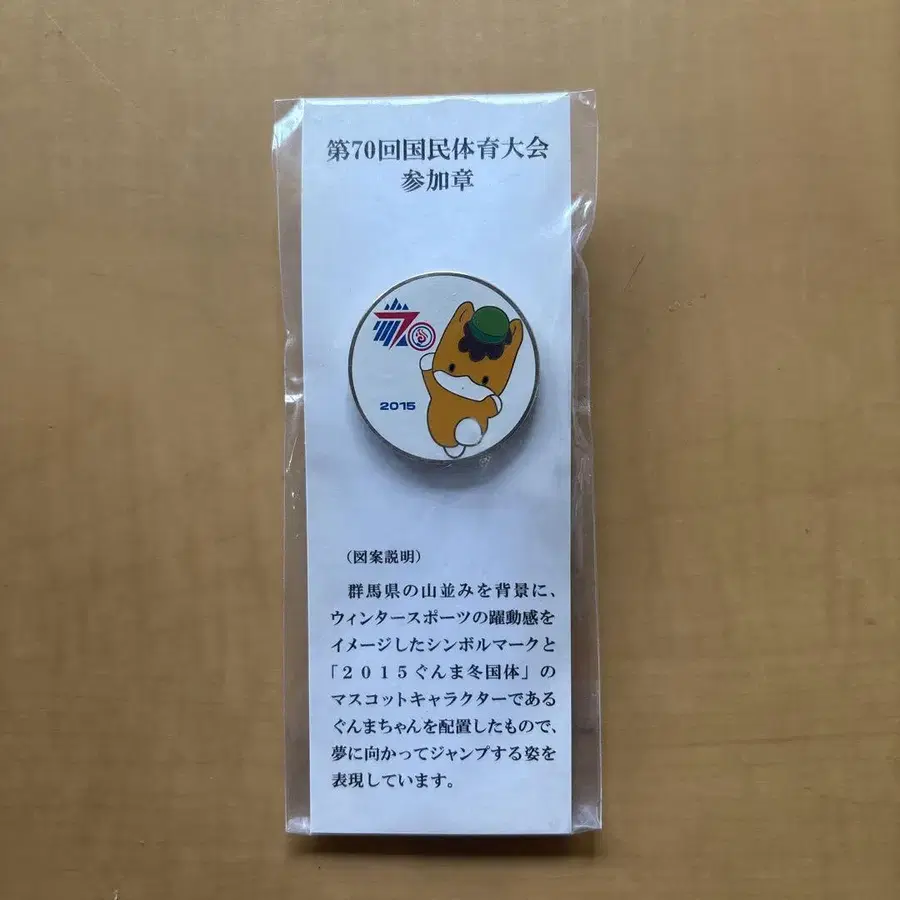 第70回国民体育大会
参加章
70
2015
（図案説明）
群馬県の山並みを背景に、
ウィンタースポーツの躍動感を
イメージしたシンボルマークと
「２０１５ぐんま冬国体」の
マスコットキャラクターである
ぐんまちゃんを配置したもので、
夢に向かってジャンプする姿を
表現しています。